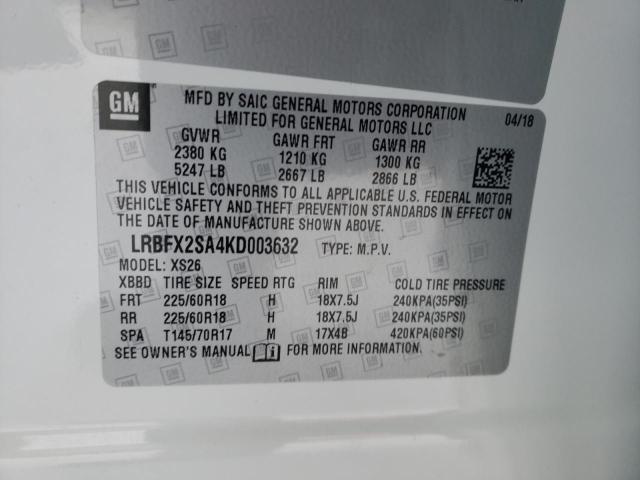 GM
MFD BY SAIC GENERAL MOTORS CORPORATION 04/18
LIMITED FOR GENERAL MOTORS LLC
GVWR GAWR FRT GAWR RR
2380 KG 1210 KG 1300 KG
5247 LB 2667 LB 2866 LB
THIS VEHICLE CONFORMS TO ALL APPLICABLE U.S. FEDERAL MOTOR
VEHICLE SAFETY AND THEFT PREVENTION STANDARDS IN EFFECT ON
THE DATE OF MANUFACTURE SHOWN ABOVE.
LRBFX2SA4KD003632 TYPE: M.P.V.
MODEL: XS26
XBBD TIRE SIZE SPEED RTG RIM COLD TIRE PRESSURE
FRT 225/60R18 H 18X7.5J 240KPA(35PSI)
RR 225/60R18 H 18X7.5J 240KPA(35PSI)
SPA T145/70R17 M 17X4B 420KPA(60PSI)
SEE OWNER'S MANUAL FOR MORE INFORMATION.